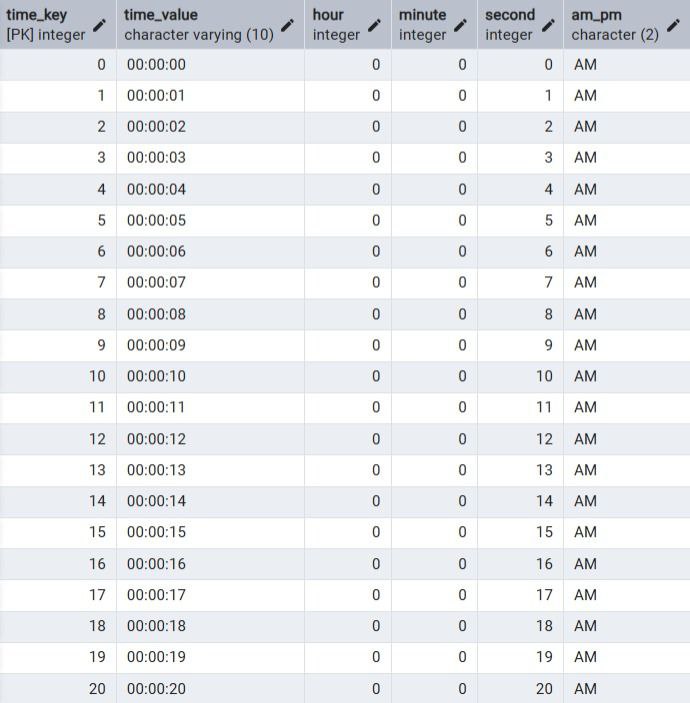 time_key time_value hour minute second am_pm
[PK] integer character varying (10) integer integer integer character (2)
0 00:00:00 0 0 0 AM
1 00:00:01 0 0 1 AM
2 00:00:02 0 0 2 AM
3 00:00:03 0 0 3 AM
4 00:00:04 0 0 4 AM
5 00:00:05 0 0 5 AM
6 00:00:06 0 0 6 AM
7 00:00:07 0 0 7 AM
8 00:00:08 0 0 8 AM
9 00:00:09 0 0 9 AM
10 00:00:10 0 0 10 AM
11 00:00:11 0 0 11 AM
12 00:00:12 0 0 12 AM
13 00:00:13 0 0 13 AM
14 00:00:14 0 0 14 AM
15 00:00:15 0 0 15 AM
16 00:00:16 0 0 16 AM
17 00:00:17 0 0 17 AM
18 00:00:18 0 0 18 AM
19 00:00:19 0 0 19 AM
20 00:00:20 0 0 20 AM